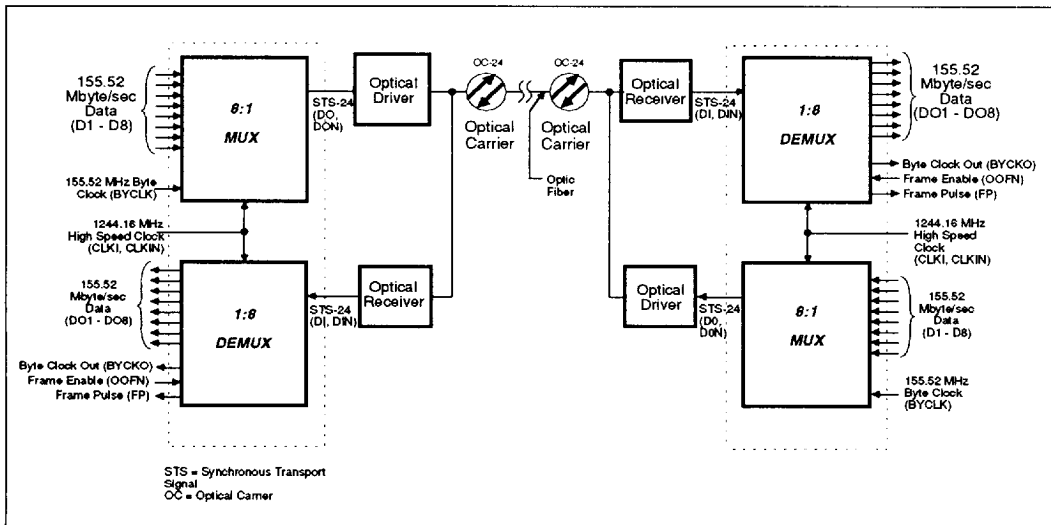 155.52
Mbyte/sec
Data
(D1 - D8)
8:1
MUX
155.52 MHz Byte
Clock (BYCLK)
STS-24
(DO,
DON)
Optical
Driver
OC-24
Optical
Carrier
OC-24
Optical
Carrier
Optic
Fiber
Optical
Receiver
STS-24
(DI, DIN)
1:8
DEMUX
155.52
Mbyte/sec
Data
(DO1 - DO8)
Byte Clock Out (BYCKO)
Frame Enable (OOFN)
Frame Pulse (FP)
1244.16 MHz
High Speed Clock
(CLKI, CLKIN)
1244.16 MHz
High Speed
Clock
(CLKI, CLKIN)
155.52
Mbyte/sec
Data
(DO1 - DO8)
1:8
DEMUX
STS-24
(DI, DIN)
Optical
Receiver
Byte Clock Out (BYCKO)
Frame Enable (OOFN)
Frame Pulse (FP)
Optical
Driver
STS-24
(D0,
D0N)
8:1
MUX
155.52
Mbyte/sec
Data
(D1 - D8)
155.52 MHz
Byte Clock
(BYCLK)
STS = Synchronous Transport
Signal
OC = Optical Carrier